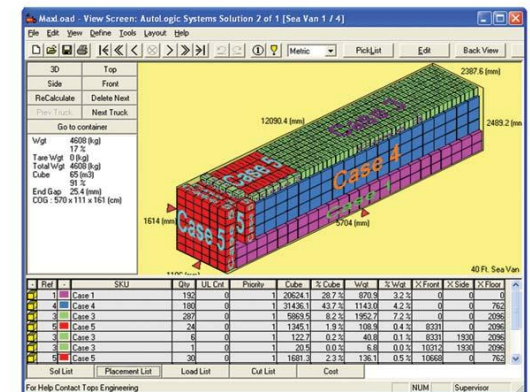 MaxLoad - View Screen: AutoLogic Systems Solution 2 of 1 [Sea Van 1 / 4]
File Edit View Define Tools Layout Help
Metric PickList Edit Back View
3D Top
Side Front
ReCalculate Delete Next
Prev Truck Next Truck
Go to container
Wgt 4608 (kg)
17 %
Tare Wgt 0 (kg)
Total Wgt 4608 (kg)
Cube 65 (m3)
91 %
End Gap 25.4 (mm)
COG : 570 x 111 x 161 (cm)
2387.6 (mm)
12090.4 (mm)
2489.2 (mm
Case 3
Case 5
Case 4
Case 1
Case 5
5
1614 (mm)
5704 (mm)
40 Ft. Sea Van
- Ref - SKU Qty UL Cnt Priority Cube % Cube Wgt % Wgt X.Front X.Side X.Floor
1 Case 1 192 0 1 20624.1 28.7 % 870.9 3.2 % 0 0 0
4 Case 4 180 0 1 31436.1 43.7 % 1143.0 4.2 % 0 0 762
3 Case 3 287 0 1 5869.5 8.2 % 1952.7 7.2 % 0 0 2096
5 Case 5 24 0 1 1345.1 1.9 % 108.9 0.4 % 8331 0 2096
3 Case 3 6 0 1 122.7 0.2 % 40.8 0.1 % 8331 1930 2096
3 Case 3 1 0 1 20.5 0.0 % 6.8 0.0 % 10312 1930 2096
5 Case 5 30 0 1 1681.3 2.3 % 136.1 0.5 % 10668 0 762
Sol List Placement List Load List Cut List Cost
For Help Contact Tops Engineering NUM Supervisor